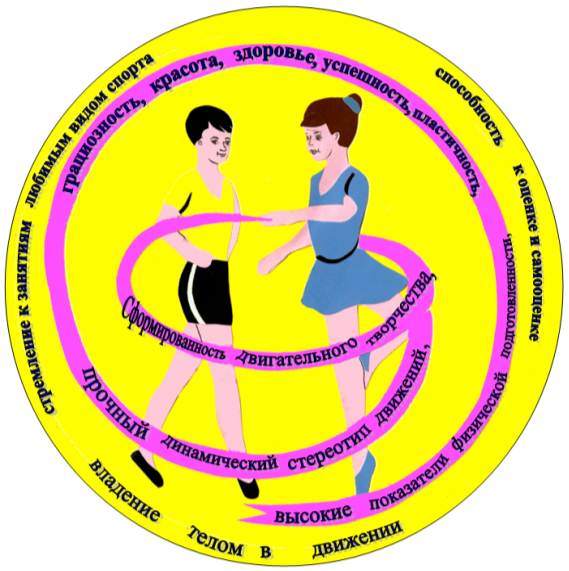 стремление к занятиям любимым видом спорта
способность к оценке и самооценке
владение телом в движении
грациозность, красота, здоровье, успешность, пластичность,
Сформированность двигательного творчества,
прочный динамический стереотип движений,
высокие показатели физической подготовленности,